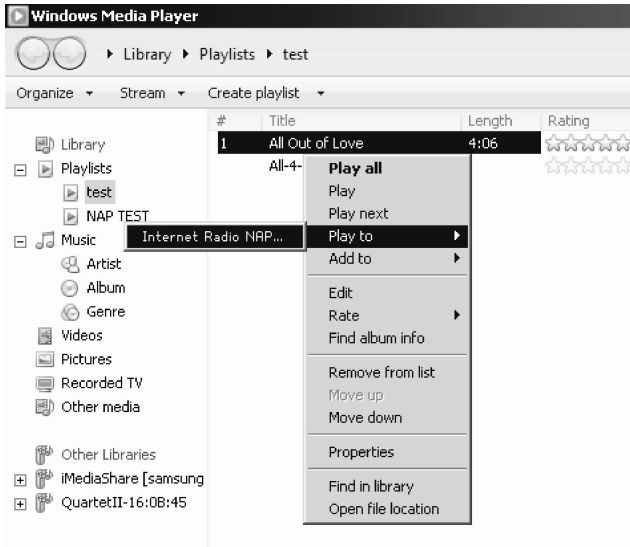 Windows Media Player
Library Playlists test
Organize Stream Create playlist
# Title Length Rating
Library
1 All Out of Love 4:06
Playlists
All-4-
test
NAP TEST
Music
Artist
Album
Genre
Videos
Pictures
Recorded TV
Other media
Other Libraries
iMediaShare [samsung
QuartetII-16:0B:45
Internet Radio NAP...
Play all
Play
Play next
Play to
Add to
Edit
Rate
Find album info
Remove from list
Move up
Move down
Properties
Find in library
Open file location